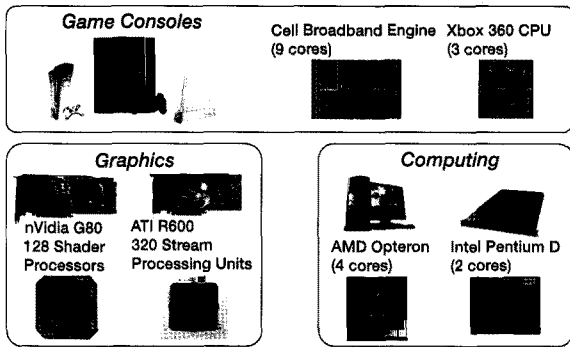 Game Consoles
Cell Broadband Engine
(9 cores)
Xbox 360 CPU
(3 cores)
Graphics
nVidia G80
128 Shader
Processors
ATI R600
320 Stream
Processing Units
Computing
AMD Opteron
(4 cores)
Intel Pentium D
(2 cores)